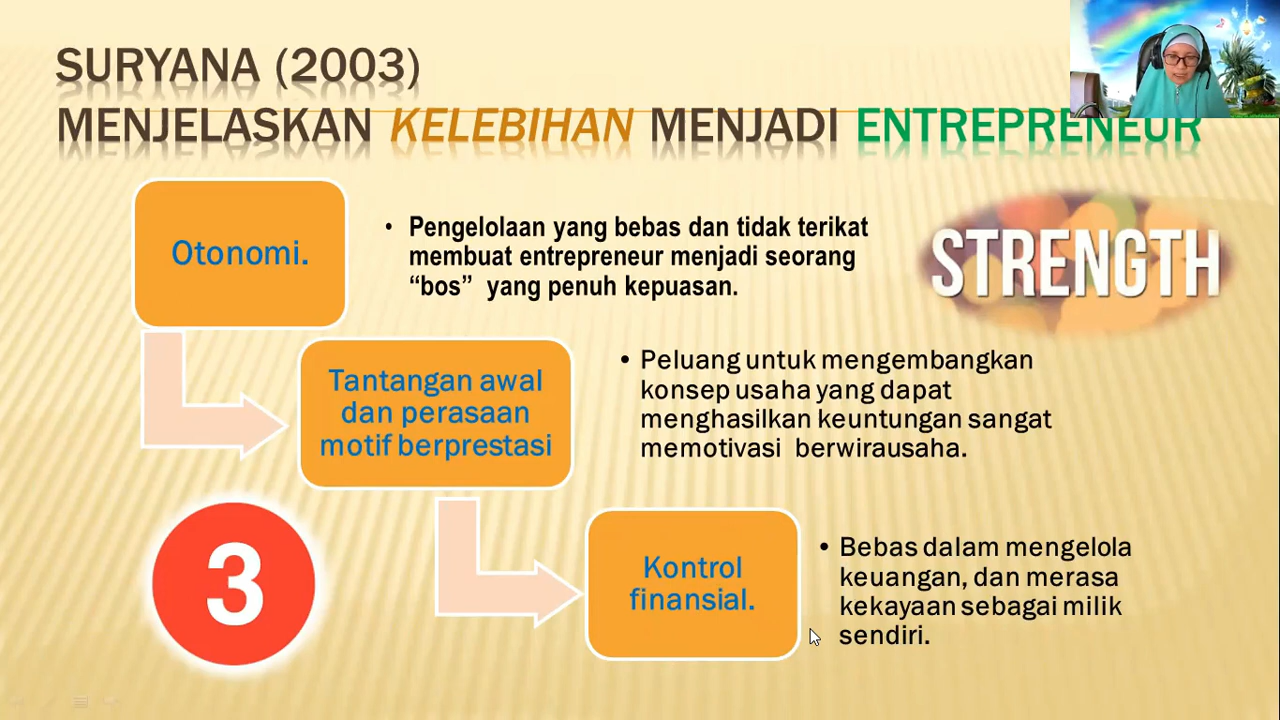 SURYANA (2003)
MENJELASKAN KELEBIHAN MENJADI ENTREPRENEUR
Otonomi.
• Pengelolaan yang bebas dan tidak terikat
membuat entrepreneur menjadi seorang
“bos” yang penuh kepuasan.
STRENGTH
Tantangan awal
dan perasaan
motif berprestasi
• Peluang untuk mengembangkan
konsep usaha yang dapat
menghasilkan keuntungan sangat
memotivasi berwirausaha.
3
Kontrol
finansial.
• Bebas dalam mengelola
keuangan, dan merasa
kekayaan sebagai milik
sendiri.